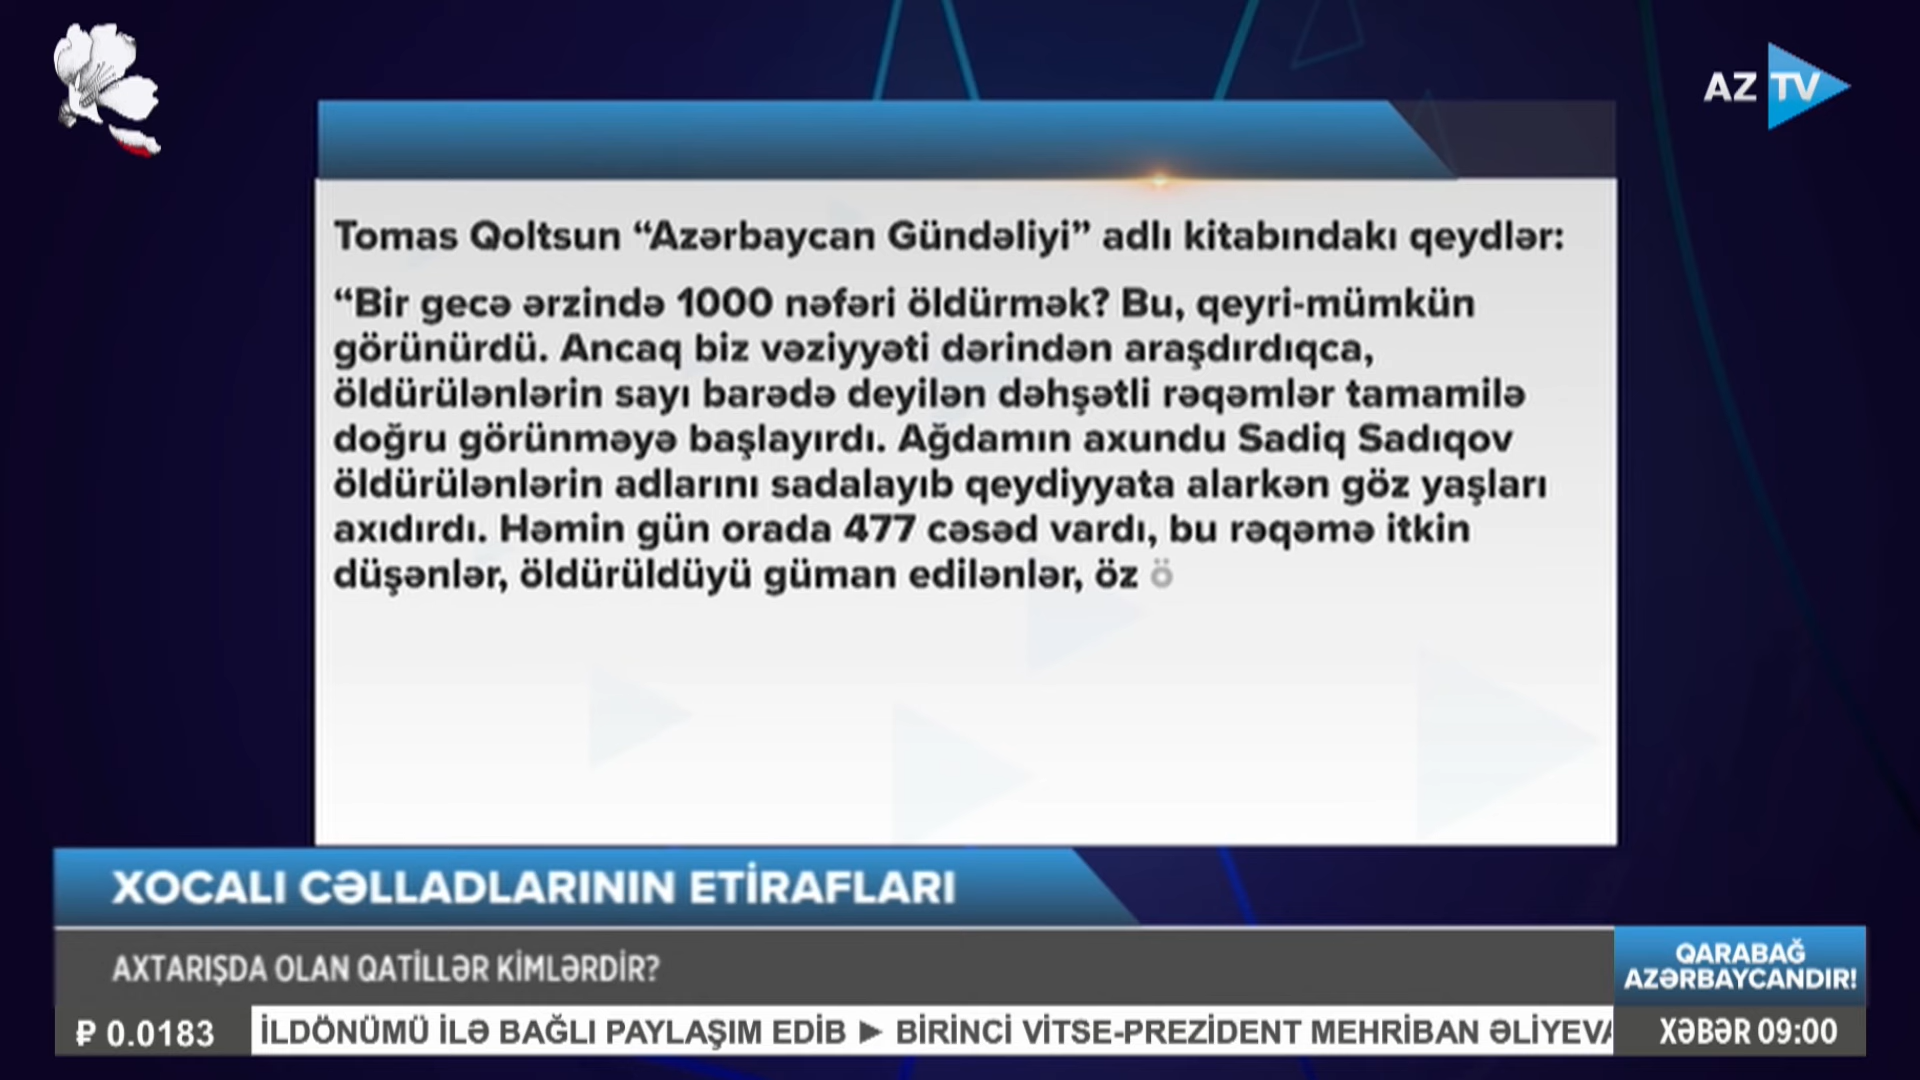 AZ TV
Tomas Qoltsun “Azərbaycan Gündəliyi” adlı kitabındakı qeydlər:
“Bir gecə ərzində 1000 nəfəri öldürmək? Bu, qeyri-mümkün
görünürdü. Ancaq biz vəziyyəti dərindən araşdırdıqca,
öldürülənlərin sayı barədə deyilən dəhşətli rəqəmlər tamamilə
doğru görünməyə başlayırdı. Ağdamın axundu Sadiq Sadıqov
öldürülənlərin adlarını sadalayıb qeydiyyata alarkən göz yaşları
axıdırdı. Həmin gün orada 477 cəsəd vardı, bu rəqəmə itkin
düşənlər, öldürüldüyü güman edilənlər, öz ö
XOCALI CƏLLADLARININ ETİRAFLARI
AXTARIŞDA OLAN QATİLLƏR KİMLƏRDİR?
QARABAĞ
AZƏRBAYCANDIR!
₽ 0.0183
İLDÖNÜMÜ İLƏ BAĞLI PAYLAŞIM EDİB ► BİRİNCİ VİTSE-PREZİDENT MEHRİBAN ƏLİYEVA
XƏBƏR 09:00